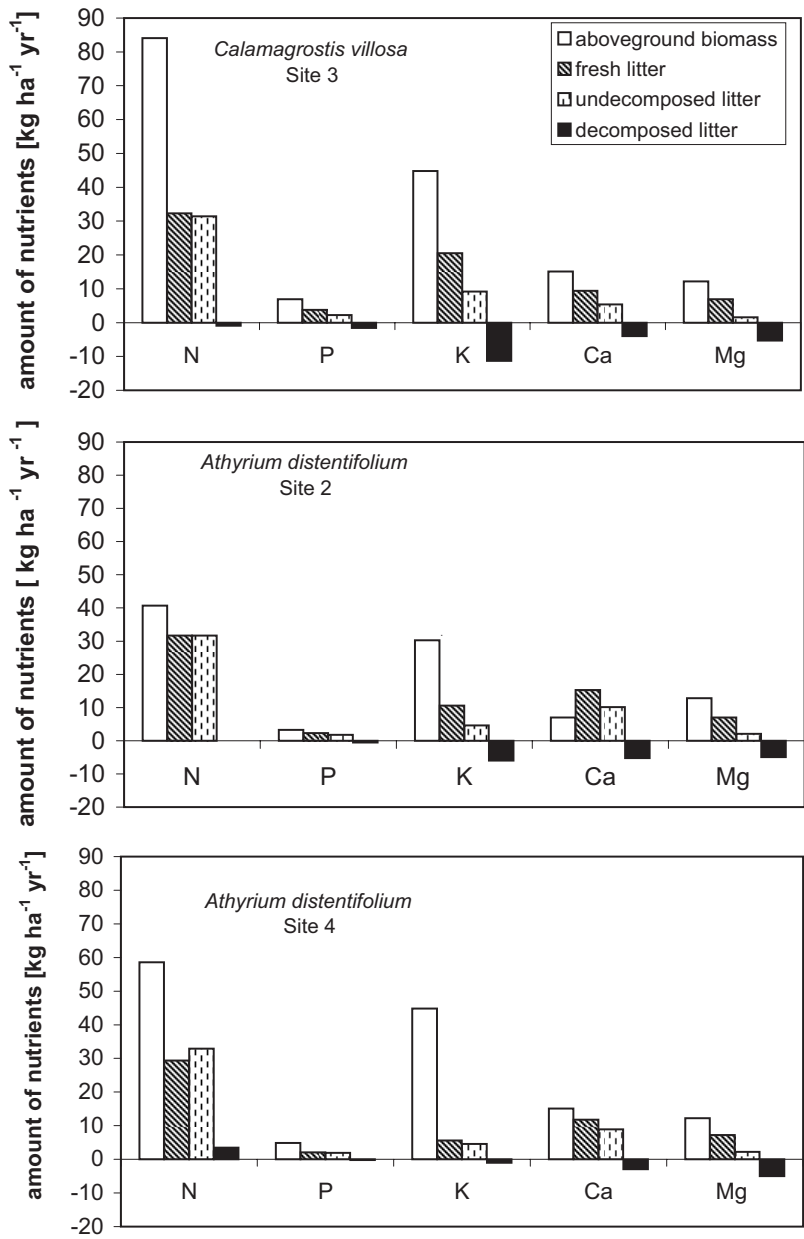 amount of nutrients [kg ha-1 yr-1]
90
80
70
60
50
40
30
20
10
0
-10
-20
Calamagrostis villosa
Site 3
aboveground biomass
fresh litter
undecomposed litter
decomposed litter
N P K Ca Mg
amount of nutrients [ kg ha -1 yr -1 ]
90
80
70
60
50
40
30
20
10
0
-10
-20
Athyrium distentifolium
Site 2
N P K Ca Mg
amount of nutrients [kg ha-1 yr-1]
90
80
70
60
50
40
30
20
10
0
-10
-20
Athyrium distentifolium
Site 4
N P K Ca Mg